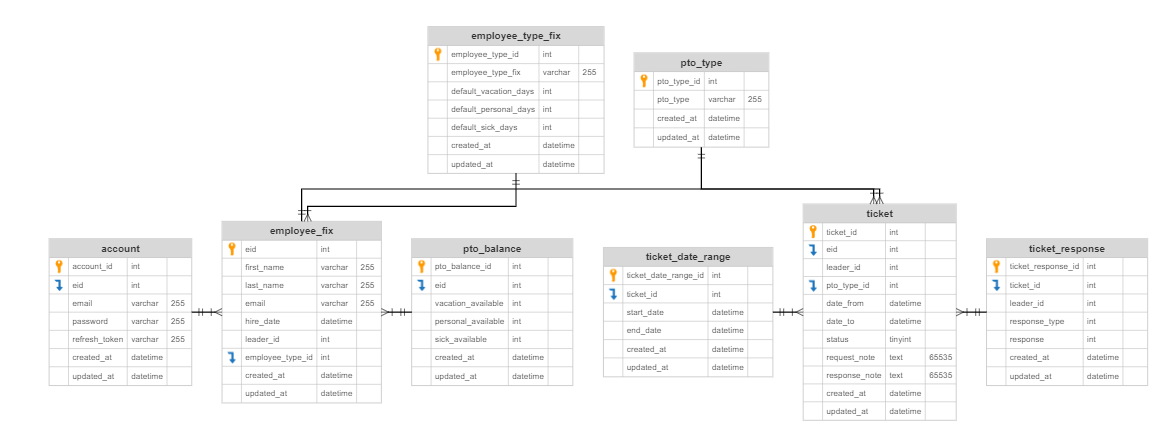 employee_type_fix
employee_type_id int
employee_type_fix varchar 255
default_vacation_days int
default_personal_days int
default_sick_days int
created_at datetime
updated_at datetime
pto_type
pto_type_id int
pto_type varchar 255
created_at datetime
updated_at datetime
account
account_id int
eid int
email varchar 255
password varchar 255
refresh_token varchar 255
created_at datetime
updated_at datetime
employee_fix
eid int
first_name varchar 255
last_name varchar 255
email varchar 255
hire_date datetime
leader_id int
employee_type_id int
created_at datetime
updated_at datetime
pto_balance
pto_balance_id int
eid int
vacation_available int
personal_available int
sick_available int
created_at datetime
updated_at datetime
ticket_date_range
ticket_date_range_id int
ticket_id int
start_date datetime
end_date datetime
created_at datetime
updated_at datetime
ticket
ticket_id int
eid int
leader_id int
pto_type_id int
date_from datetime
date_to datetime
status tinyint
request_note text 65535
response_note text 65535
created_at datetime
updated_at datetime
ticket_response
ticket_response_id int
ticket_id int
leader_id int
response_type int
response int
created_at datetime
updated_at datetime